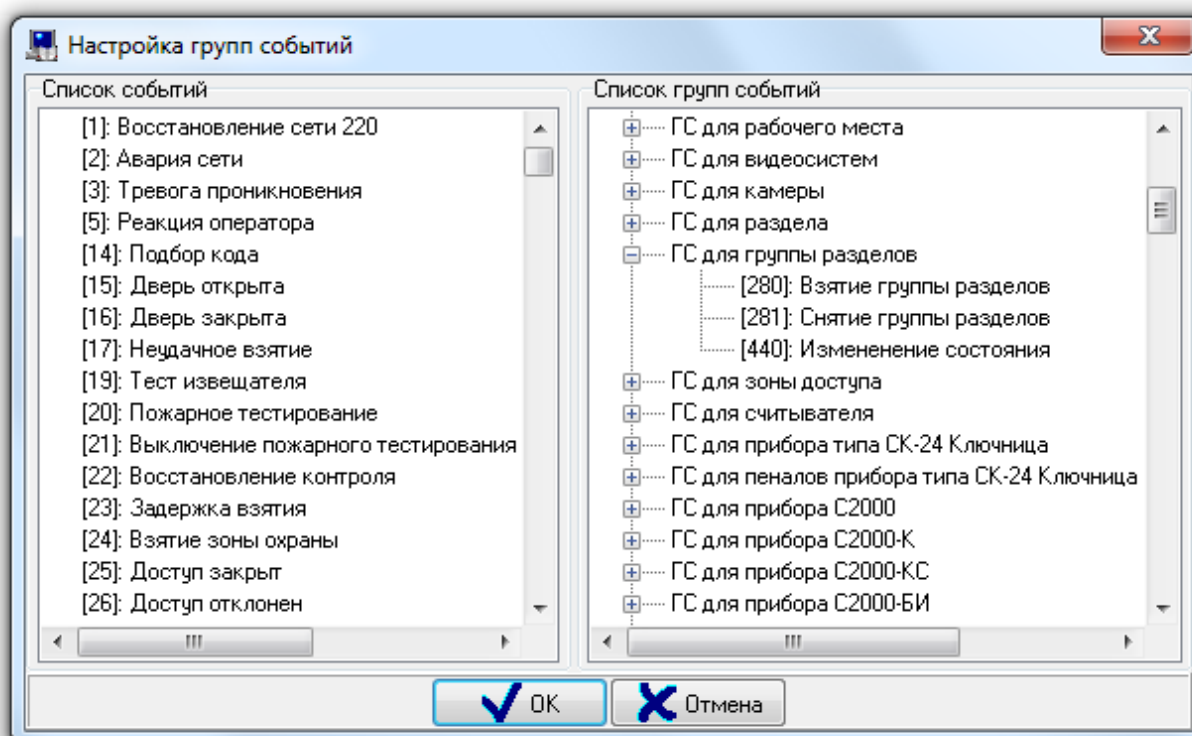 Настройка групп событий
Список событий
[1]: Восстановление сети 220
[2]: Авария сети
[3]: Тревога проникновения
[5]: Реакция оператора
[14]: Подбор кода
[15]: Дверь открыта
[16]: Дверь закрыта
[17]: Неудачное взятие
[19]: Тест извещателя
[20]: Пожарное тестирование
[21]: Выключение пожарного тестирования
[22]: Восстановление контроля
[23]: Задержка взятия
[24]: Взятие зоны охраны
[25]: Доступ закрыт
[26]: Доступ отклонен
Список групп событий
ГС для рабочего места
ГС для видеосистем
ГС для камеры
ГС для раздела
ГС для группы разделов
[280]: Взятие группы разделов
[281]: Снятие группы разделов
[440]: Измененение состояния
ГС для зоны доступа
ГС для считывателя
ГС для прибора типа СК-24 Ключница
ГС для пеналов прибора типа СК-24 Ключница
ГС для прибора С2000
ГС для прибора С2000-К
ГС для прибора С2000-КС
ГС для прибора С2000-БИ
OK
Отмена